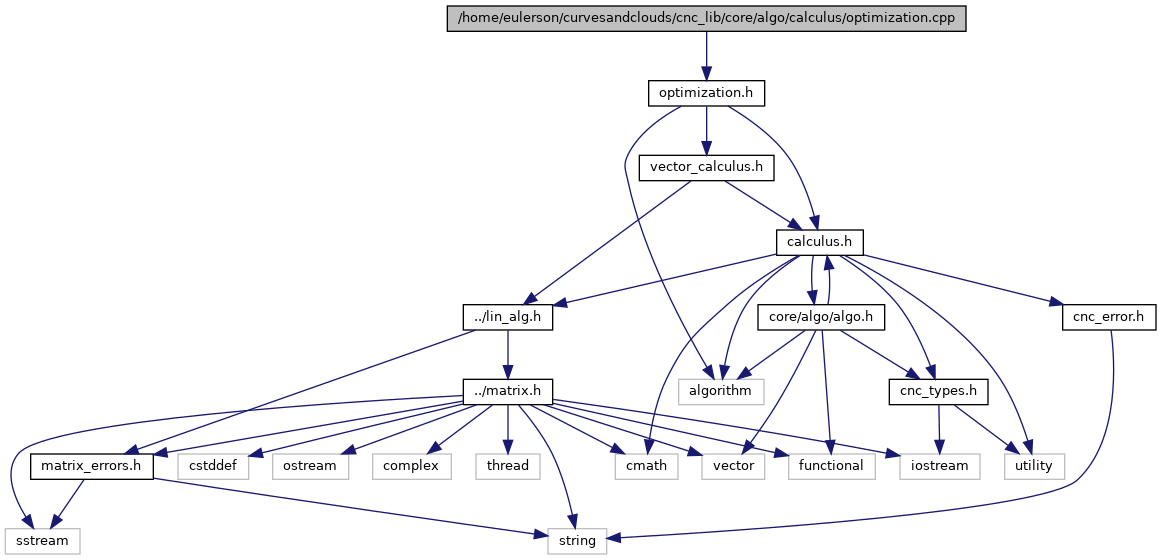 /home/eulerson/curvesandclouds/cnc_lib/core/algo/calculus/optimization.cpp
optimization.h
vector_calculus.h
calculus.h
../lin_alg.h
core/algo/algo.h
cnc_error.h
../matrix.h
algorithm
cnc_types.h
matrix_errors.h
cstddef
ostream
complex
thread
cmath
vector
functional
iostream
utility
sstream
string